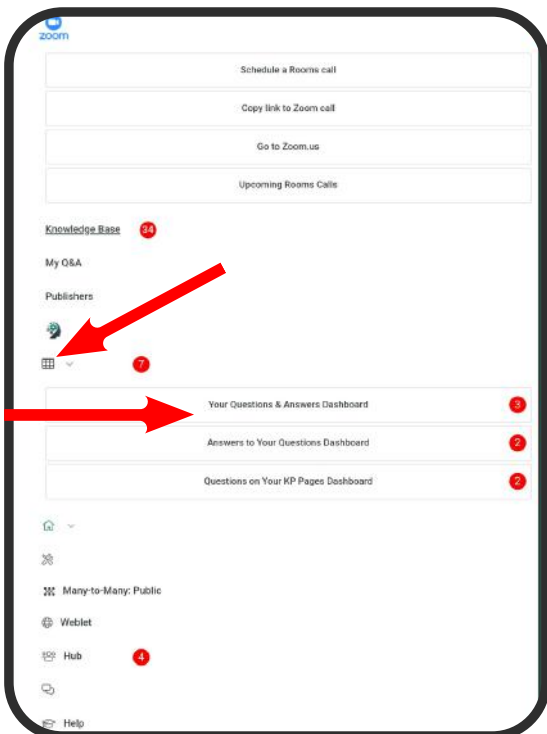 zoom
Schedule a Rooms call
Copy link to Zoom call
Go to Zoom.us
Upcoming Rooms Calls
Knowledge Base 34
My Q&A
Publishers
7
Your Questions & Answers Dashboard 3
Answers to Your Questions Dashboard 2
Questions on Your KP Pages Dashboard 2
Many-to-Many: Public
Weblet
Hub 4
Help